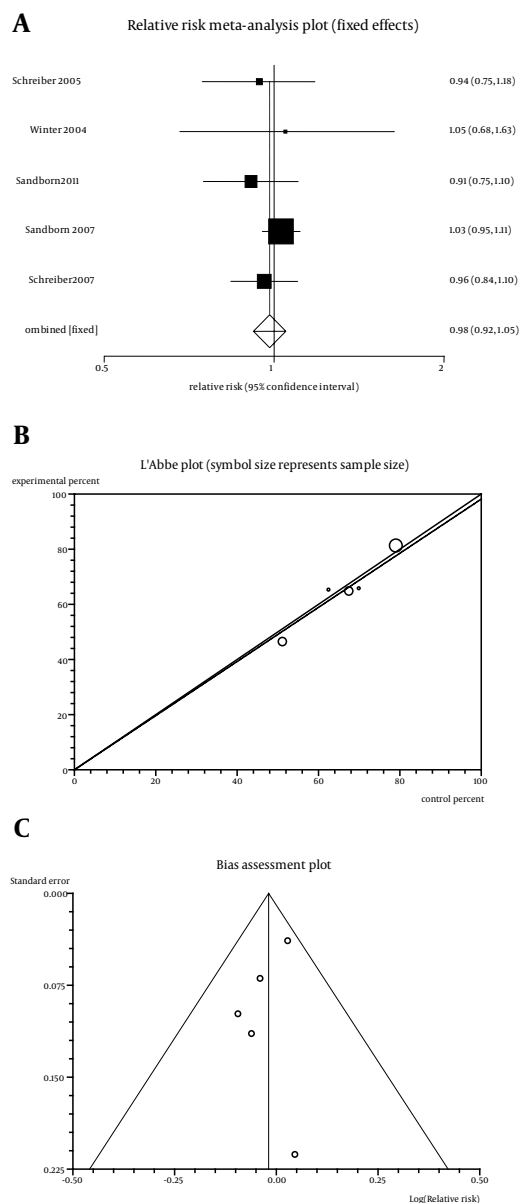 A
Relative risk meta-analysis plot (fixed effects)
Schreiber 2005 0.94 (0.75, 1.18)
Winter 2004 1.05 (0.68, 1.63)
Sandborn2011 0.91 (0.75, 1.10)
Sandborn 2007 1.03 (0.95, 1.11)
Schreiber2007 0.96 (0.84, 1.10)
ombined [fixed] 0.98 (0.92, 1.05)
0.5 1 2
relative risk (95% confidence interval)
B
L'Abbe plot (symbol size represents sample size)
experimental percent
100
80
60
40
20
0
0 20 40 60 80 100
control percent
C
Bias assessment plot
Standard error
0.000
0.075
0.150
0.225
-0.50 -0.25 0.00 0.25 0.50
Log(Relative risk)